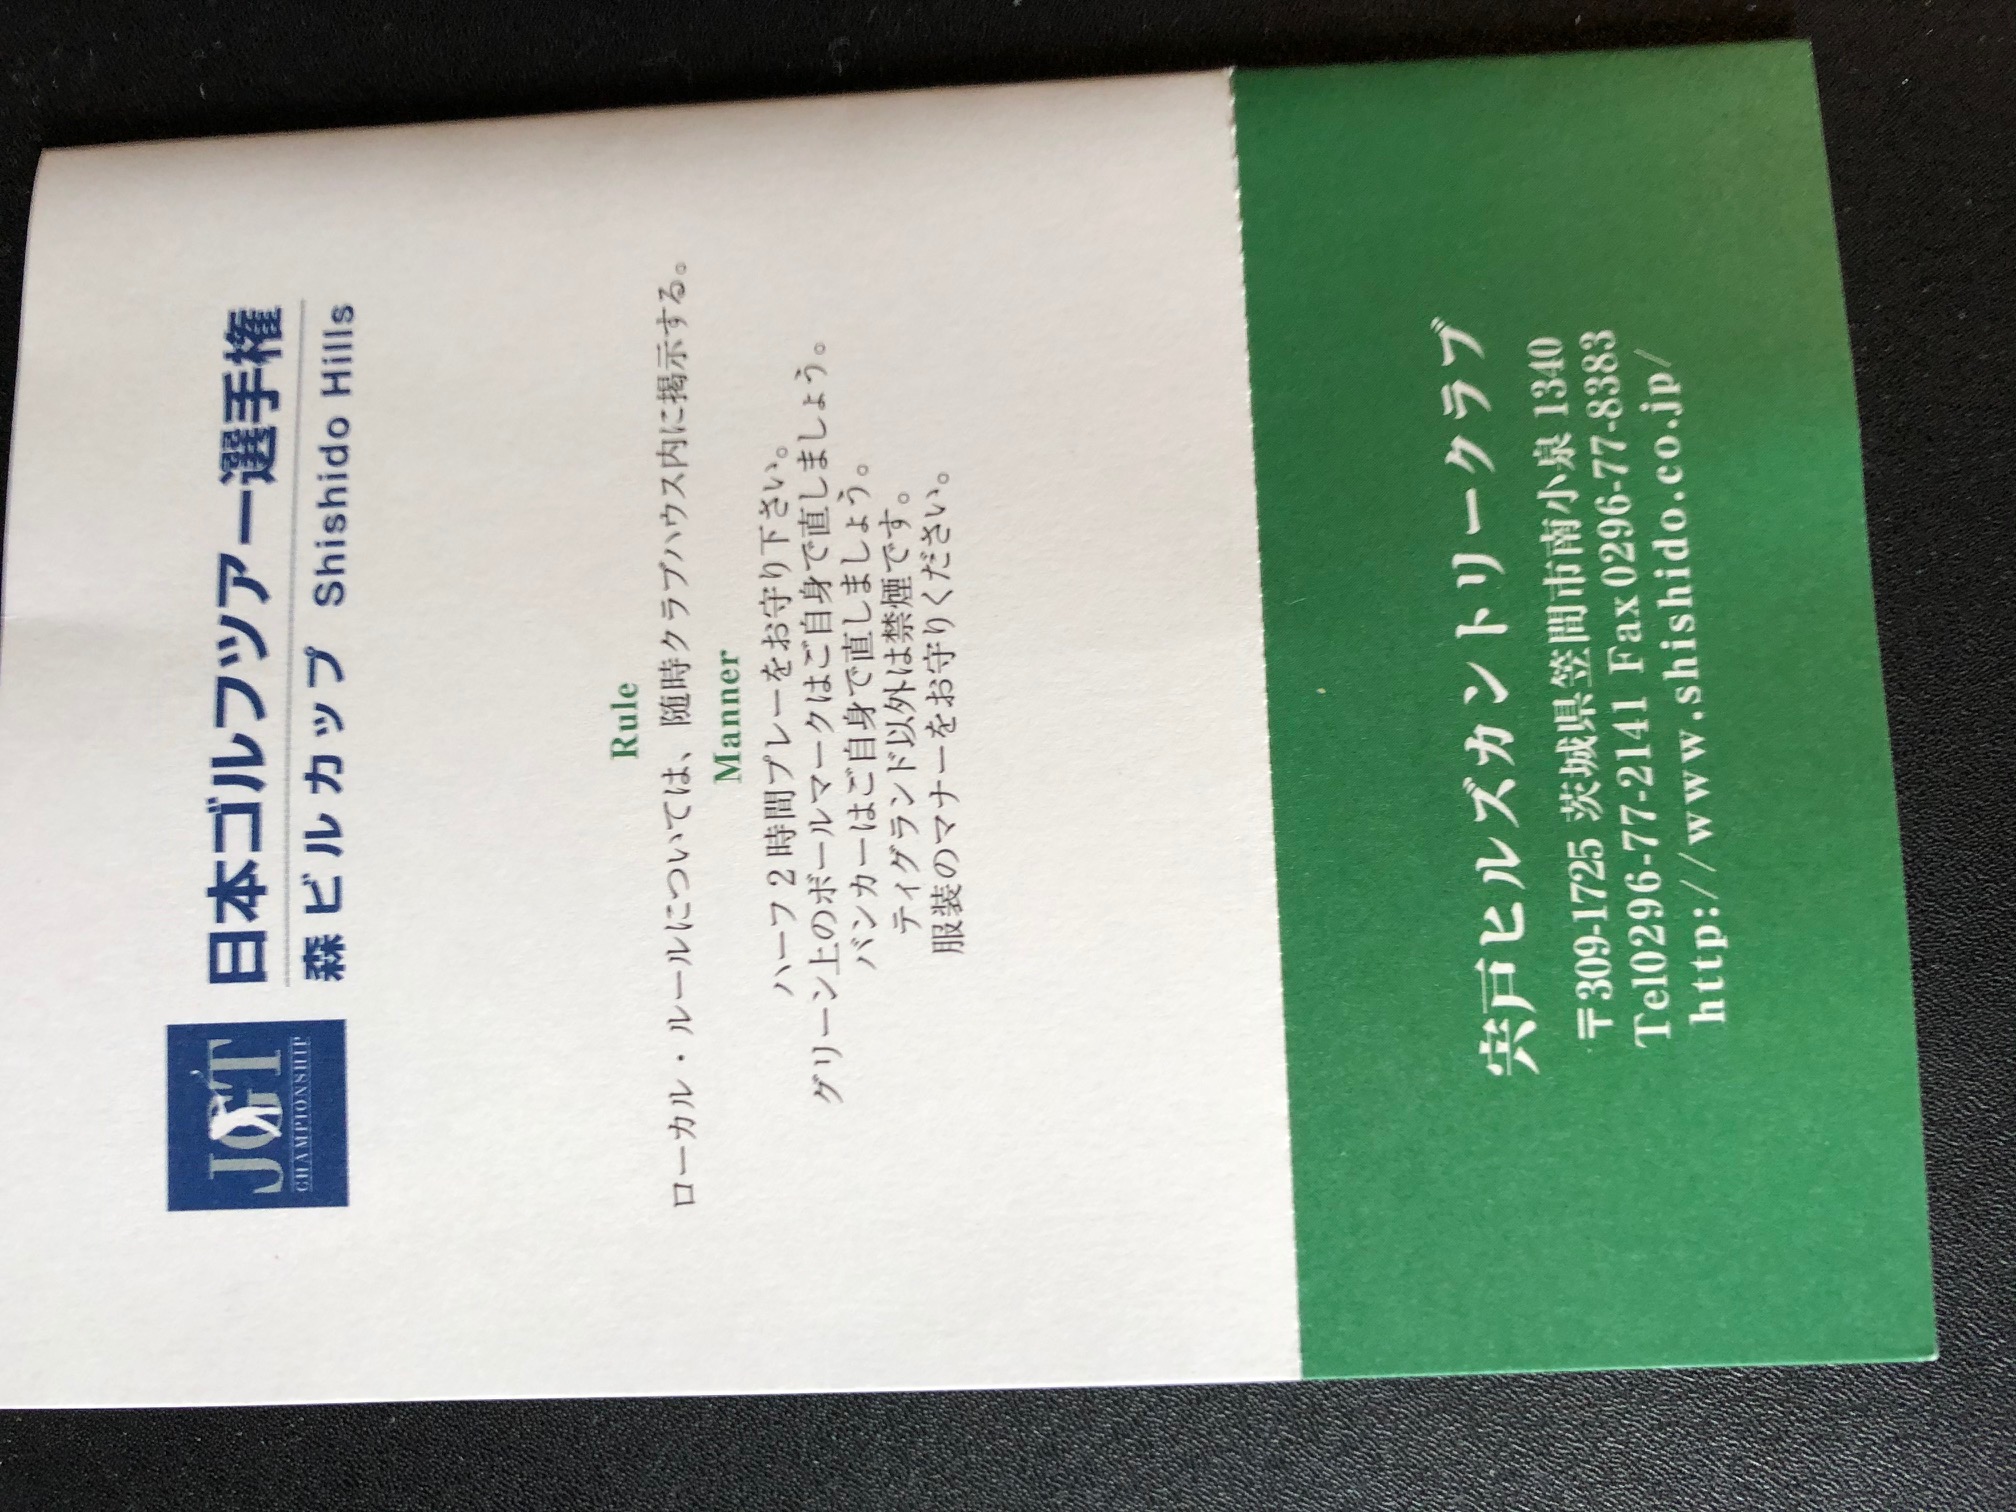 JGT
CHAMPIONSHIP
日本ゴルフツアー選手権
森ビルカップ Shishido Hills
Rule
ローカル・ルールについては、随時クラブハウス内に掲示する。
Manner
ハーフ2時間プレーをお守り下さい。
グリーン上のボールマークはご自身で直しましょう。
バンカーはご自身で直しましょう。
ティグランド以外は禁煙です。
服装のマナーをお守りください。
宍戸ヒルズカントリークラブ
〒309-1725 茨城県笠間市南小泉1340
Tel0296-77-2141 Fax0296-77-8383
http://www.shishido.co.jp/